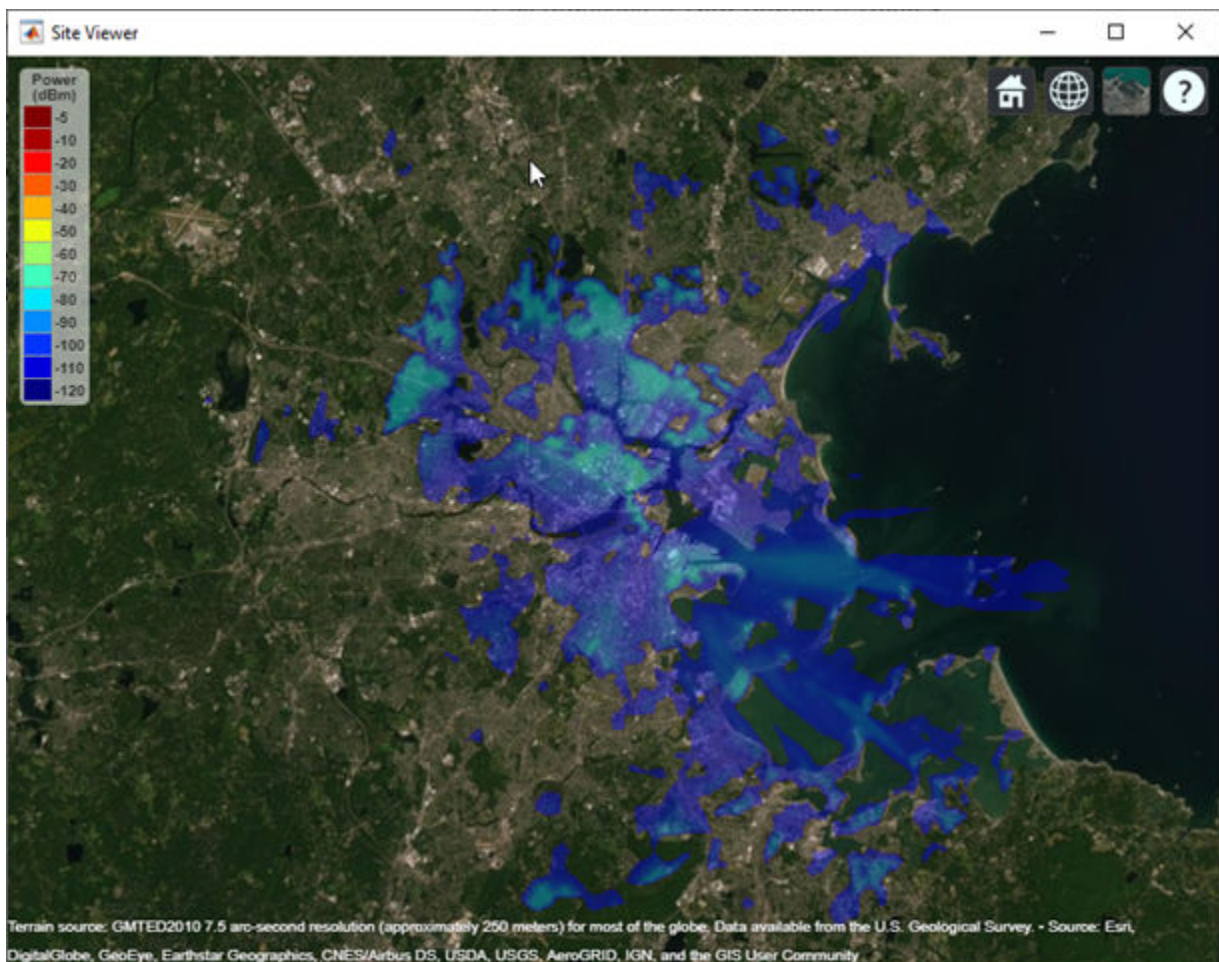 Site Viewer
Power
(dBm)
-5
-10
-20
-30
-40
-50
-60
-70
-80
-90
-100
-110
-120
?
Terrain source: GMTED2010 7.5 arc-second resolution (approximately 250 meters) for most of the globe. Data available from the U.S. Geological Survey. - Source: Esri,
DigitalGlobe, GeoEye, Earthstar Geographics, CNES/Airbus DS, USDA, USGS, AeroGRID, IGN, and the GIS User Community